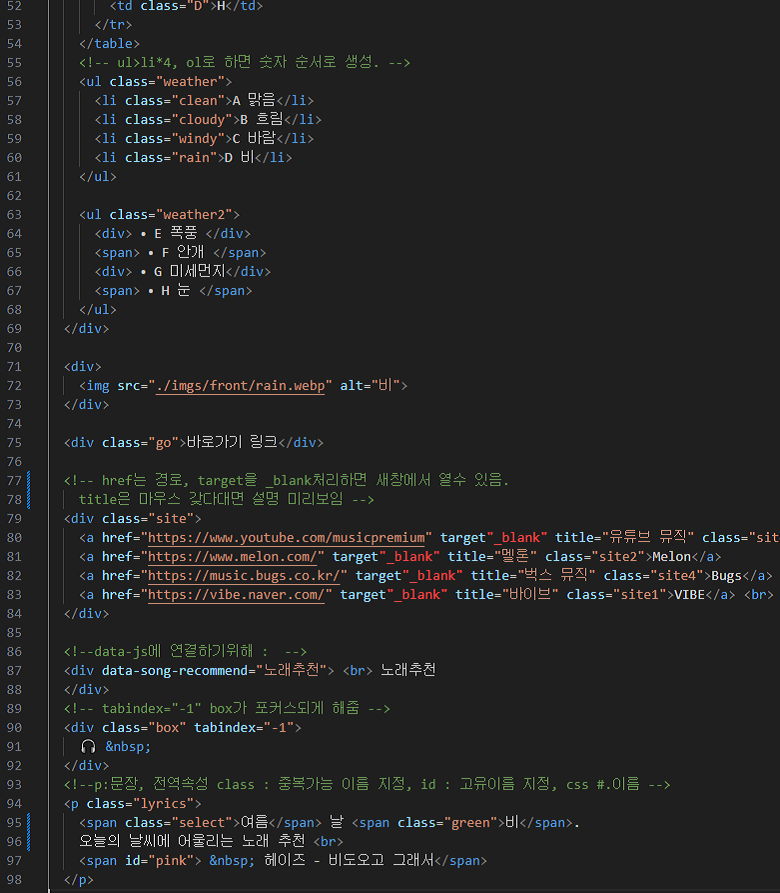 52 <td class="D">H</td>
53 </tr>
54 </table>
55 <!-- ul>li*4, ol로 하면 숫자 순서로 생성. -->
56 <ul class="weather">
57 <li class="clean">A 맑음</li>
58 <li class="cloudy">B 흐림</li>
59 <li class="windy">C 바람</li>
60 <li class="rain">D 비</li>
61 </ul>
62
63 <ul class="weather2">
64 <div> • E 폭풍 </div>
65 <span> • F 안개 </span>
66 <div> • G 미세먼지</div>
67 <span> • H 눈 </span>
68 </ul>
69 </div>
70
71 <div>
72 <img src="./imgs/front/rain.webp" alt="비">
73 </div>
74
75 <div class="go">바로가기 링크</div>
76
77 <!-- href는 경로, target을 _blank처리하면 새창에서 열수 있음.
78 title은 마우스 갖다대면 설명 미리보임 -->
79 <div class="site">
80 <a href="https://www.youtube.com/musicpremium" target"_blank" title="유튜브 뮤직" class="sit
81 <a href="https://www.melon.com/" target"_blank" title="멜론" class="site2">Melon</a>
82 <a href="https://music.bugs.co.kr/" target"_blank" title="벅스 뮤직" class="site4">Bugs</a>
83 <a href="https://vibe.naver.com/" target"_blank" title="바이브" class="site1">VIBE</a> <br>
84 </div>
85
86 <!--data-js에 연결하기위해 :  -->
87 <div data-song-recommend="노래추천"> <br> 노래추천
88 </div>
89 <!-- tabindex="-1" box가 포커스되게 해줌 -->
90 <div class="box" tabindex="-1">
91 🎧 &nbsp;
92 </div>
93 <!--p:문장, 전역속성 class : 중복가능 이름 지정, id : 고유이름 지정, css #.이름 -->
94 <p class="lyrics">
95 <span class="select">여름</span> 날 <span class="green">비</span>.
96 오늘의 날씨에 어울리는 노래 추천 <br>
97 <span id="pink"> &nbsp; 헤이즈 - 비도오고 그래서</span>
98 </p>